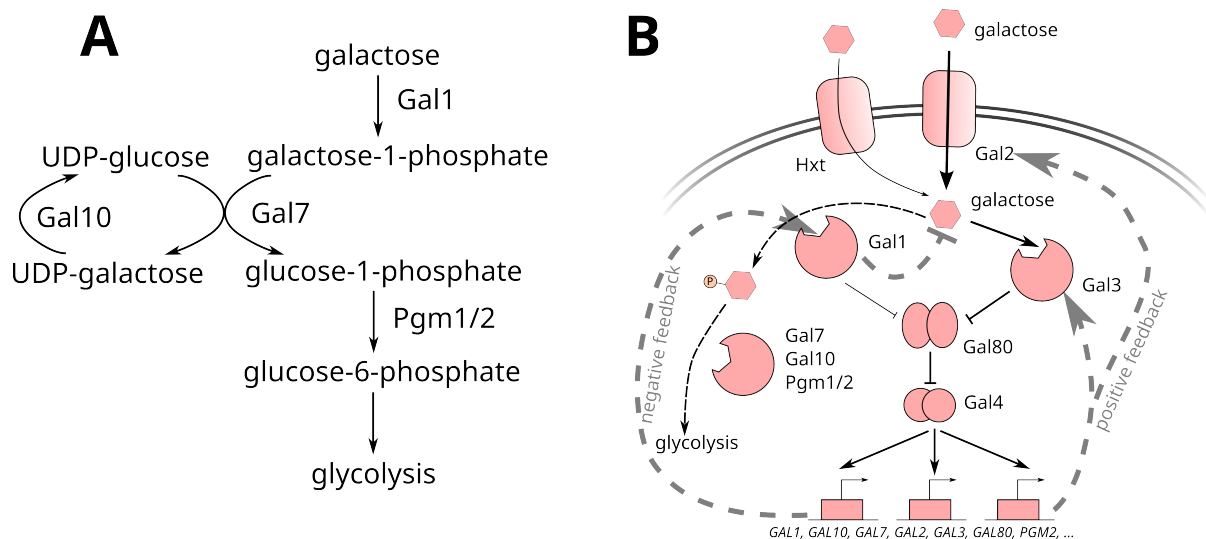 A
galactose
Gal1
UDP-glucose
galactose-1-phosphate
Gal10
Gal7
UDP-galactose
glucose-1-phosphate
Pgm1/2
glucose-6-phosphate
glycolysis
B
galactose
Hxt
Gal2
galactose
Gal1
Gal3
P
negative feedback
positive feedback
Gal7
Gal10
Pgm1/2
Gal80
Gal4
glycolysis
GAL1, GAL10, GAL7, GAL2, GAL3, GAL80, PGM2, ...